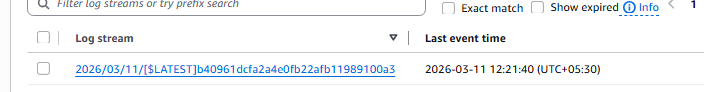 Filter log streams or try prefix search
Exact match
Show expired
Info
1
Log stream
Last event time
2026/03/11/[$LATEST]b40961dcfa2a4e0fb22afb11989100a3
2026-03-11 12:21:40 (UTC+05:30)